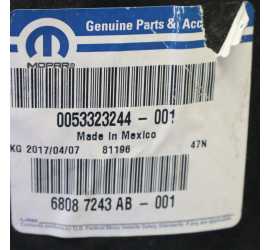 Genuine Parts & Acc
MOPAR®
0053323244 - 001
Made in Mexico
KG 2017/04/07 81196 47N
6808 7243 AB - 001